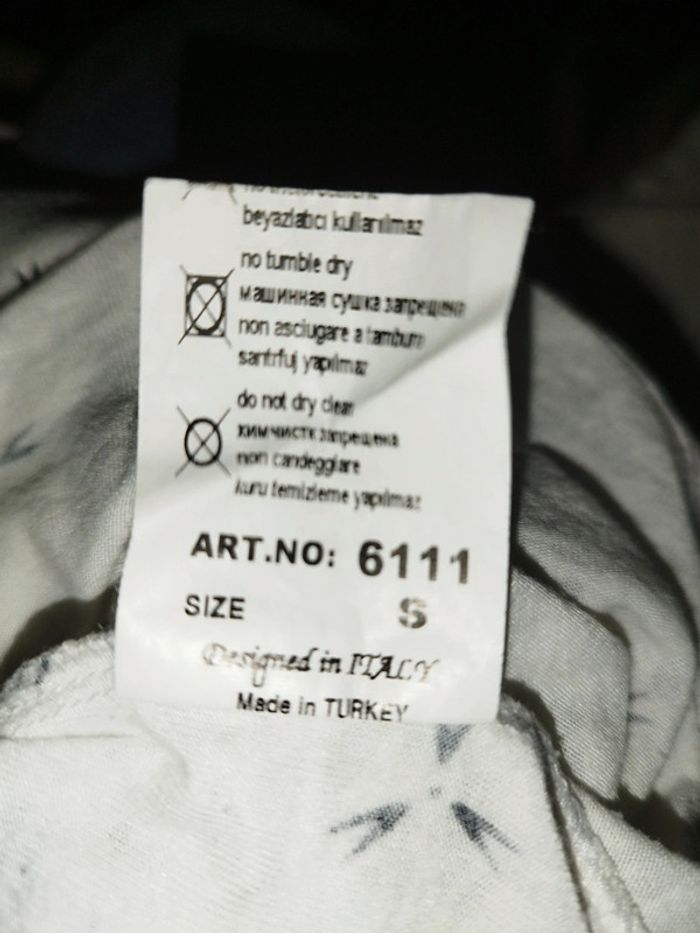 beyazlatıcı kullanılmaz
no tumble dry
машинная сушка запрещена
non asciugare a tamburo
santrfuj yapılmaz
do not dry clean
химчистк запрещена
non candeggiare
kuru temizleme yapılmaz
ART.NO: 6111
SIZE S
Designed in ITALY
Made in TURKEY